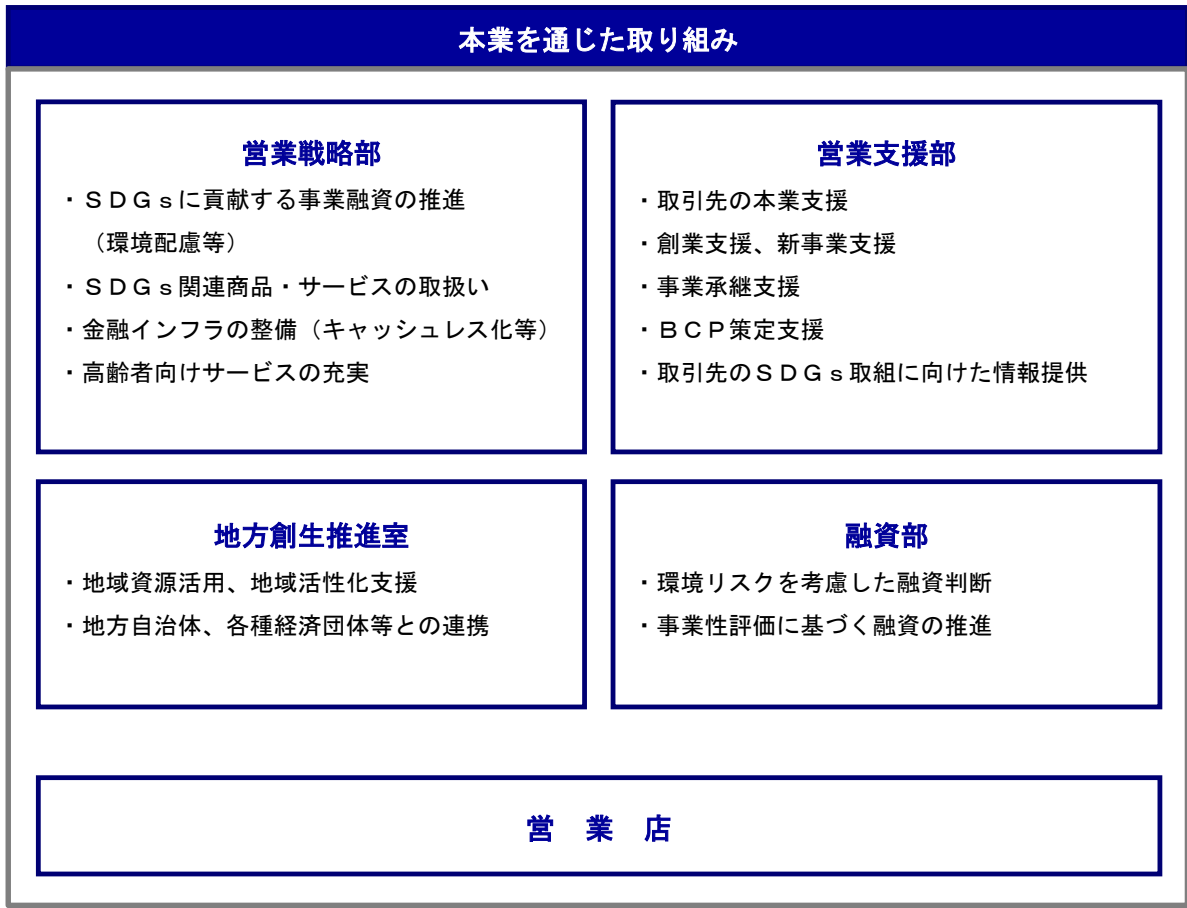 本業を通じた取り組み
営業戦略部
・ＳＤＧｓに貢献する事業融資の推進
（環境配慮等）
・ＳＤＧｓ関連商品・サービスの取扱い
・金融インフラの整備（キャッシュレス化等）
・高齢者向けサービスの充実
営業支援部
・取引先の本業支援
・創業支援、新事業支援
・事業承継支援
・ＢＣＰ策定支援
・取引先のＳＤＧｓ取組に向けた情報提供
地方創生推進室
・地域資源活用、地域活性化支援
・地方自治体、各種経済団体等との連携
融資部
・環境リスクを考慮した融資判断
・事業性評価に基づく融資の推進
営　業　店